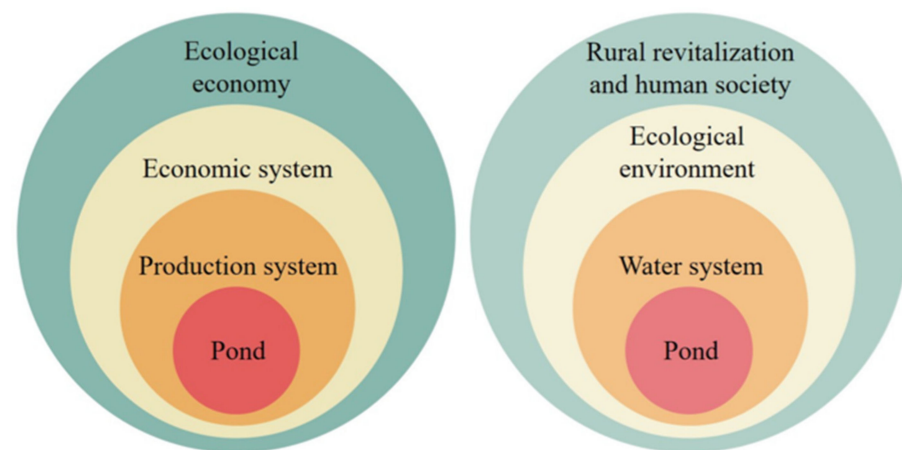 Ecological
economy
Economic system
Production system
Pond
Rural revitalization
and human society
Ecological
environment
Water system
Pond